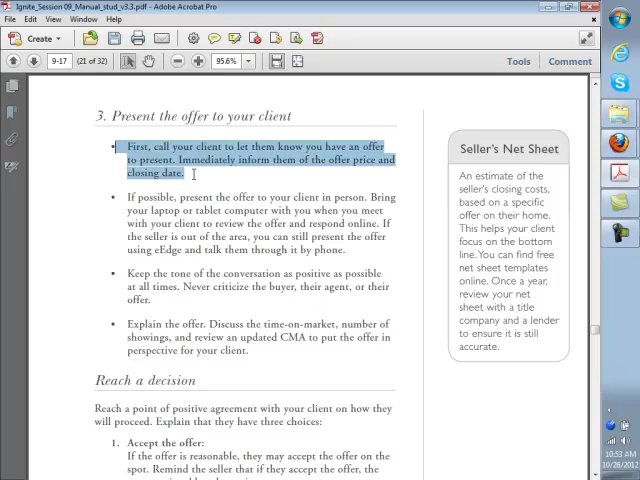 Ignite_Session 09_Manual_stud_v3.3.pdf - Adobe Acrobat Pro
File Edit View Window Help
Create
9-17 (21 of 32) 95.6% Tools Comment
3. Present the offer to your client
• First, call your client to let them know you have an offer
to present. Immediately inform them of the offer price and
closing date.
• If possible, present the offer to your client in person. Bring
your laptop or tablet computer with you when you meet
with your client to review the offer and respond online. If
the seller is out of the area, you can still present the offer
using eEdge and talk them through it by phone.
• Keep the tone of the conversation as positive as possible
at all times. Never criticize the buyer, their agent, or their
offer.
• Explain the offer. Discuss the time-on-market, number of
showings, and review an updated CMA to put the offer in
perspective for your client.
Reach a decision
Reach a point of positive agreement with your client on how they
will proceed. Explain that they have three choices:
1. Accept the offer:
If the offer is reasonable, they may accept the offer on the
spot. Remind the seller that if they accept the offer, the
Seller's Net Sheet
An estimate of the
seller's closing costs,
based on a specific
offer on their home.
This helps your client
focus on the bottom
line. You can find free
net sheet templates
online. Once a year,
review your net
sheet with a title
company and a lender
to ensure it is still
accurate.
10:53 AM
10/26/2012